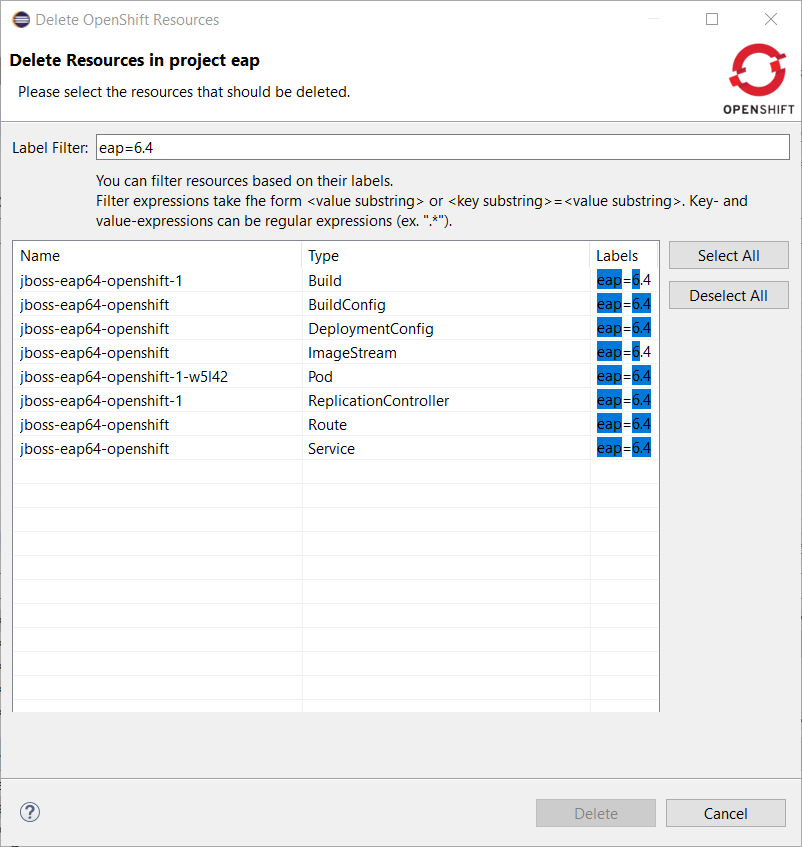 Delete OpenShift Resources
Delete Resources in project eap
Please select the resources that should be deleted.
OPENSHIFT
Label Filter: eap=6.4
You can filter resources based on their labels.
Filter expressions take fhe form <value substring> or <key substring>=<value substring>. Key- and
value-expressions can be regular expressions (ex. ".*").
Name Type Labels Select All
jboss-eap64-openshift-1 Build eap=6.4
jboss-eap64-openshift BuildConfig eap=6.4 Deselect All
jboss-eap64-openshift DeploymentConfig eap=6.4
jboss-eap64-openshift ImageStream eap=6.4
jboss-eap64-openshift-1-w5l42 Pod eap=6.4
jboss-eap64-openshift-1 ReplicationController eap=6.4
jboss-eap64-openshift Route eap=6.4
jboss-eap64-openshift Service eap=6.4
? Delete Cancel